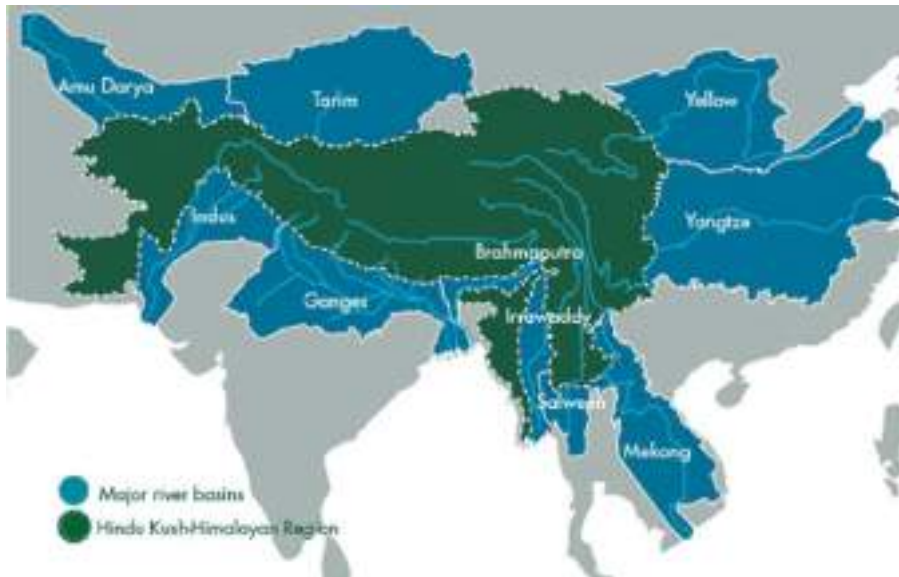 Amu Darya
Tarim
Yellow
Indus
Yangtze
Brahmaputra
Ganges
Irrawaddy
Salween
Mekong
Major river basins
Hindu Kush-Himalayan Region